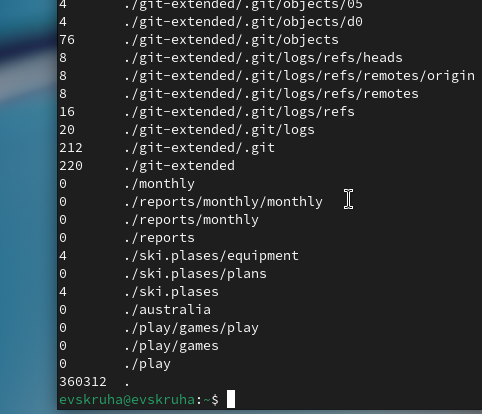 4 ./git-extended/.git/objects/05
4 ./git-extended/.git/objects/d0
76 ./git-extended/.git/objects
8 ./git-extended/.git/logs/refs/heads
8 ./git-extended/.git/logs/refs/remotes/origin
8 ./git-extended/.git/logs/refs/remotes
16 ./git-extended/.git/logs/refs
20 ./git-extended/.git/logs
212 ./git-extended/.git
220 ./git-extended
0 ./monthly
0 ./reports/monthly/monthly
0 ./reports/monthly
0 ./reports
4 ./ski.plases/equipment
0 ./ski.plases/plans
4 ./ski.plases
0 ./australia
0 ./play/games/play
0 ./play/games
0 ./play
360312 .
evskruha@evskruha:~$